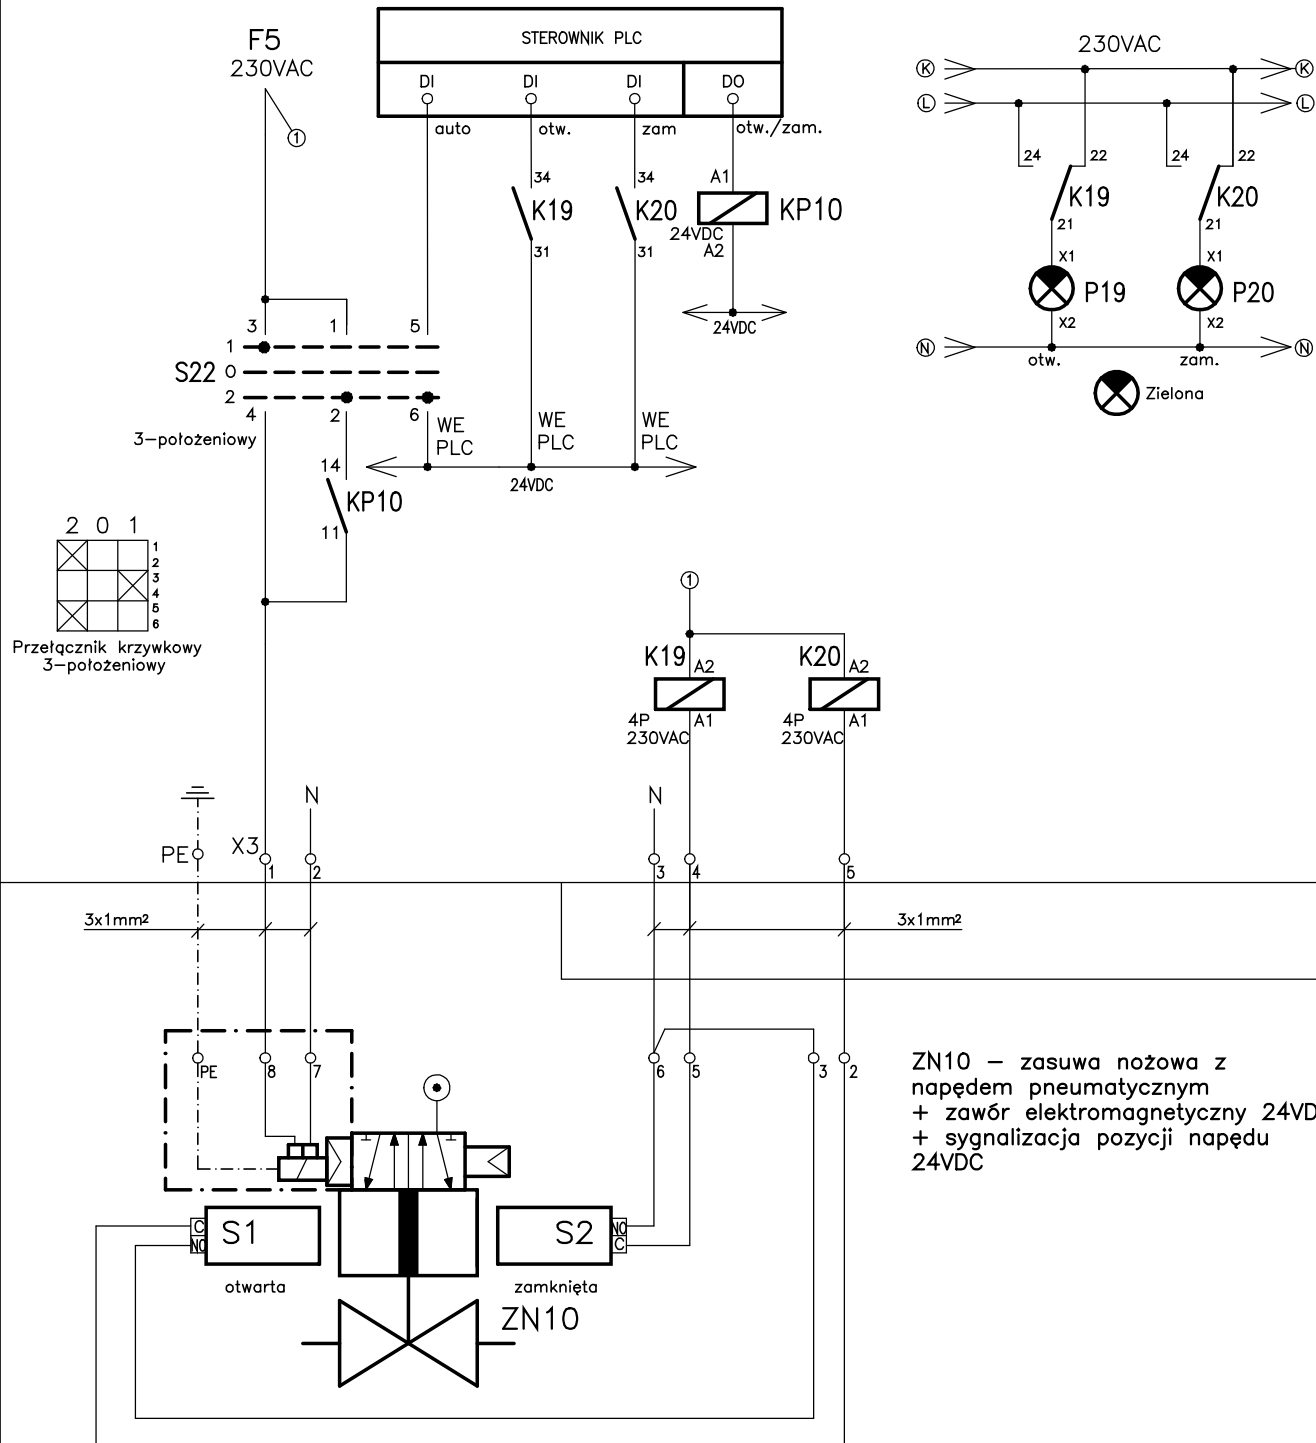 F5
230VAC
1
STEROWNIK PLC
DI
DI
DI
DO
auto
otw.
zam
otw./zam.
34
K19
31
34
K20
31
A1
KP10
24VDC
A2
24VDC
230VAC
K
K
L
L
24
22
24
22
K19
K20
21
21
X1
X1
P19
P20
X2
X2
N
N
otw.
zam.
Zielona
3
1
5
1
S22
0
2
4
2
6
3-położeniowy
WE
PLC
WE
PLC
WE
PLC
24VDC
14
KP10
11
2 0 1
1
2
3
4
5
6
Przełącznik krzywkowy
3-położeniowy
1
K19
A2
K20
A2
4P
A1
230VAC
4P
A1
230VAC
N
N
PE
X3
1
2
3
4
5
3x1mm²
3x1mm²
PE
8
7
6
5
3
2
ZN10 – zasuwa nożowa z
napędem pneumatycznym
+ zawór elektromagnetyczny 24VD
+ sygnalizacja pozycji napędu
24VDC
C
NO
S1
S2
NO
C
otwarta
zamknięta
ZN10